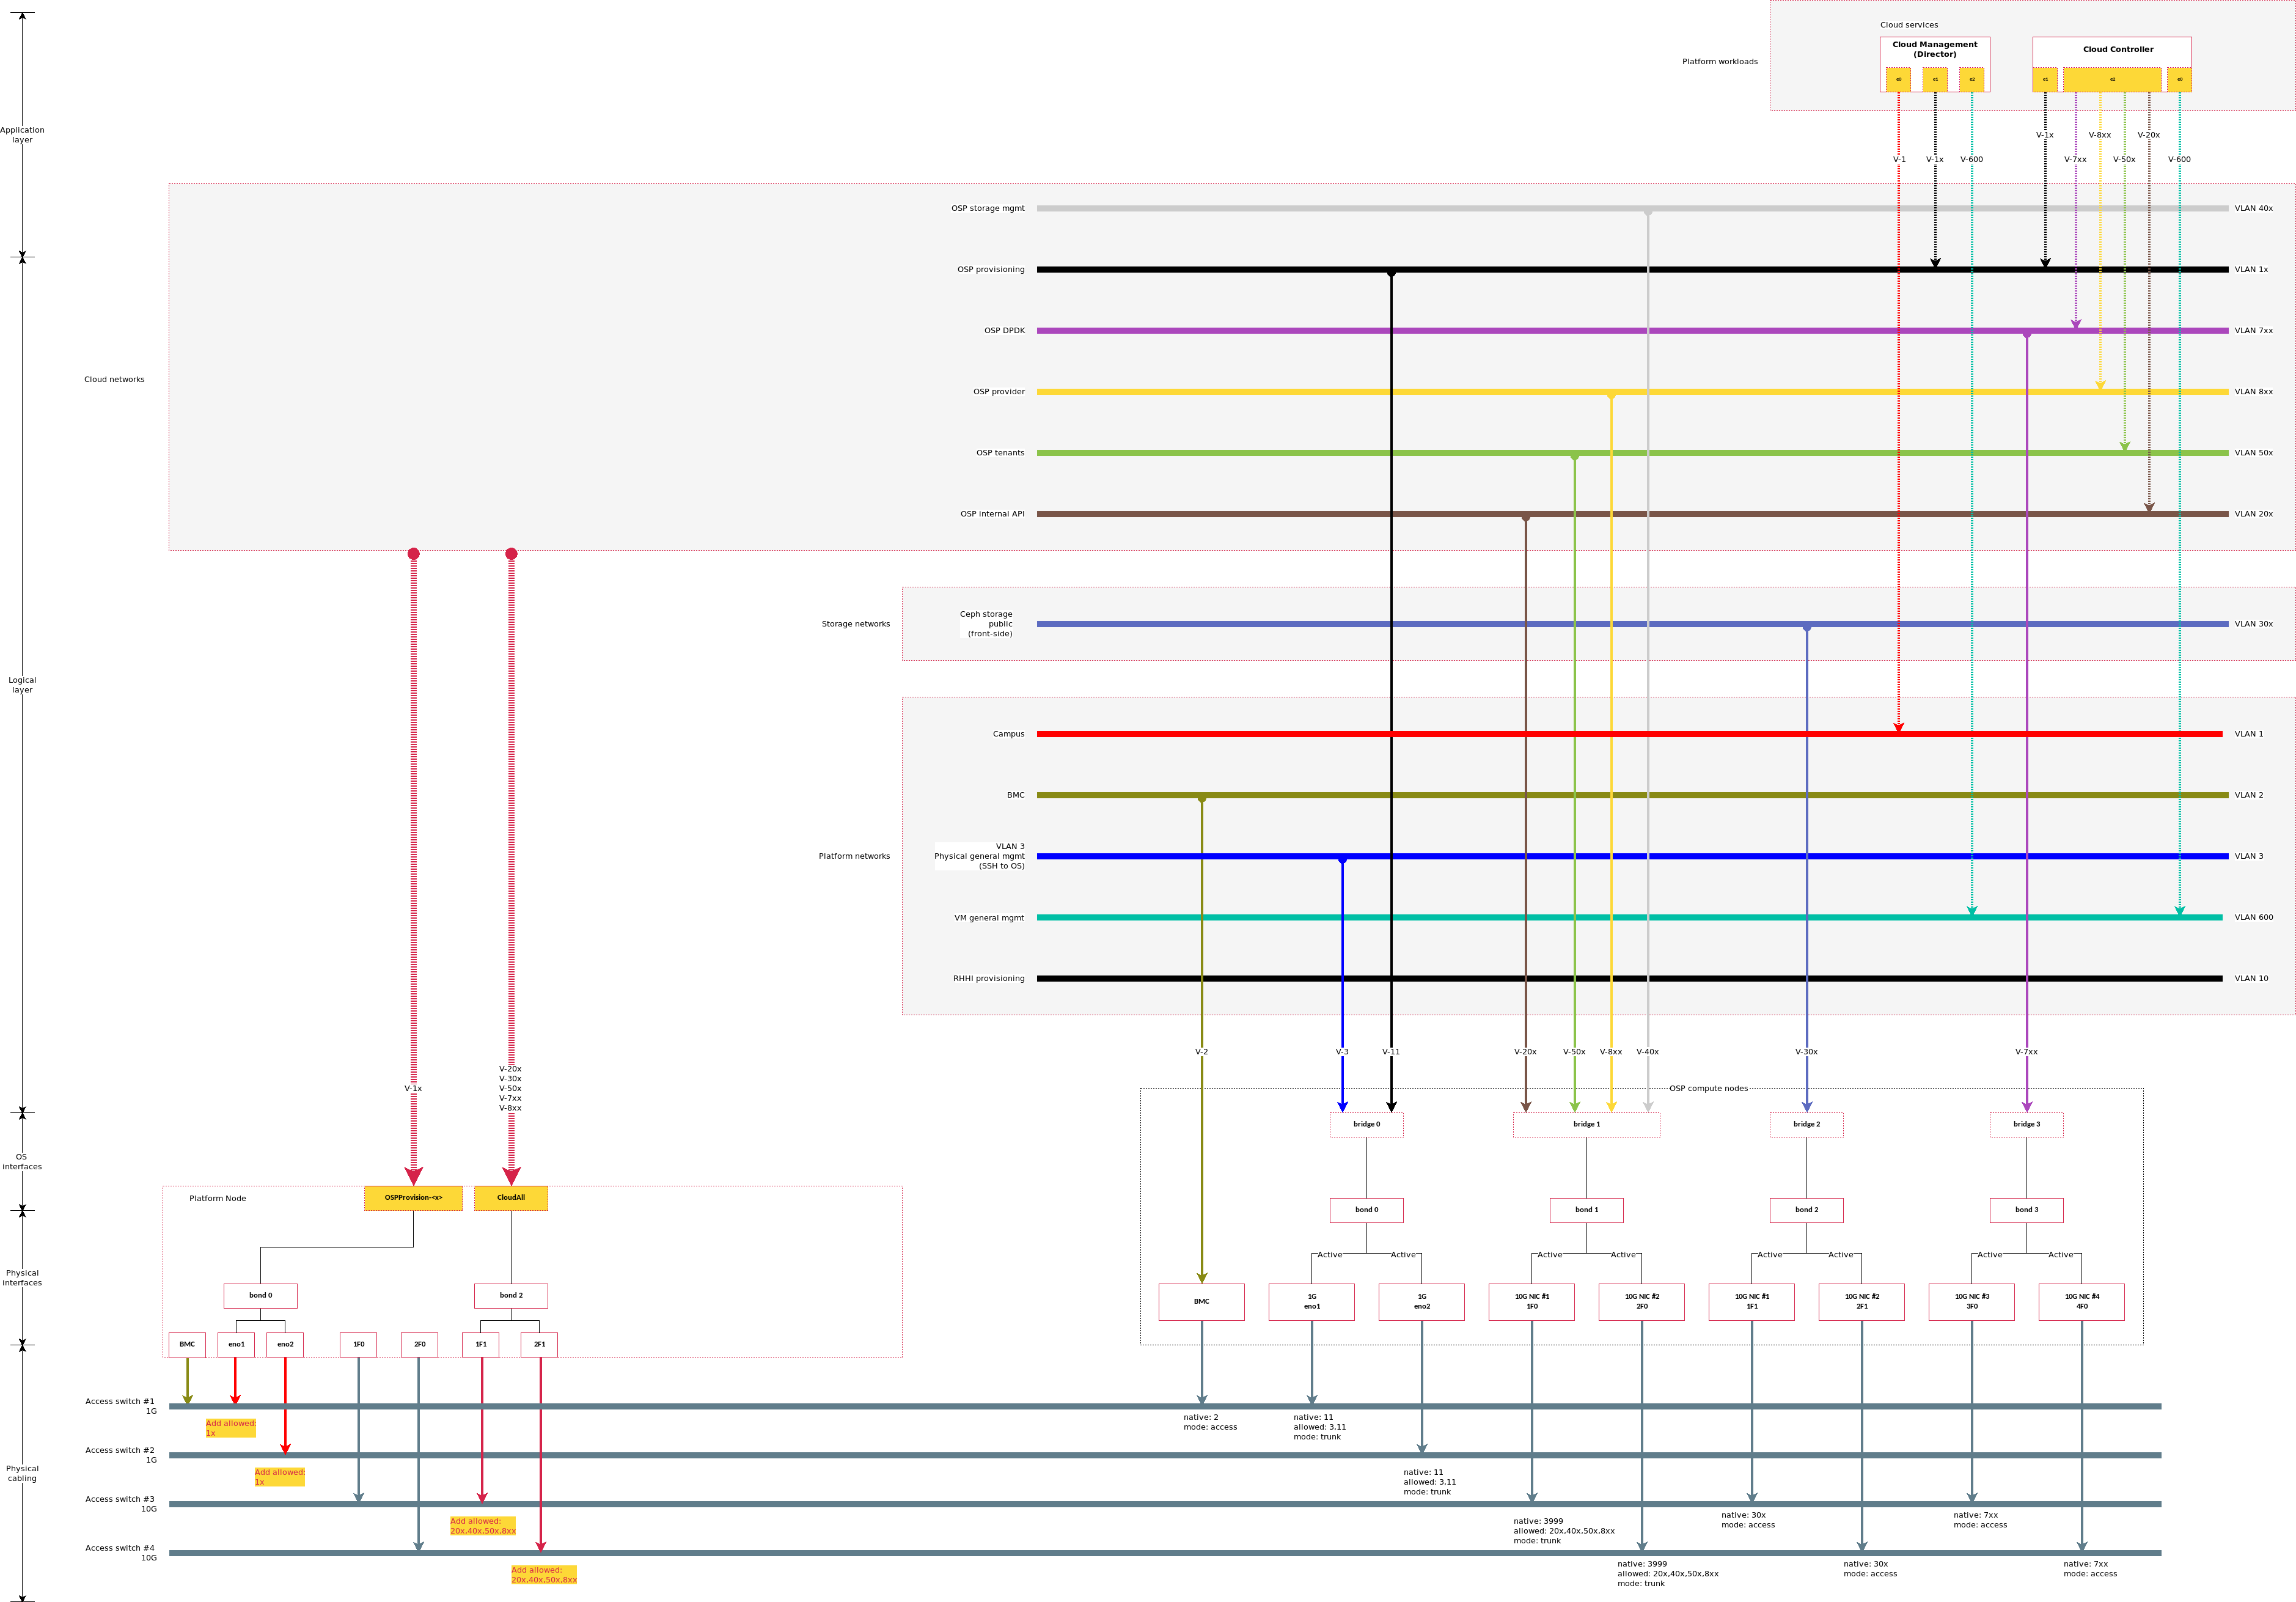 Cloud services
Platform workloads
Cloud Management
(Director)
e0
e1
e2
Cloud Controller
e1
e2
e0
Application
layer
V-1
V-1x
V-600
V-1x
V-7xx
V-8xx
V-50x
V-20x
V-600
Cloud networks
OSP storage mgmt
VLAN 40x
OSP provisioning
VLAN 1x
OSP DPDK
VLAN 7xx
OSP provider
VLAN 8xx
OSP tenants
VLAN 50x
OSP internal API
VLAN 20x
Storage networks
Ceph storage
public
(front-side)
VLAN 30x
Logical
layer
Platform networks
Campus
VLAN 1
BMC
VLAN 2
VLAN 3
Physical general mgmt
(SSH to OS)
VLAN 3
VM general mgmt
VLAN 600
RHHI provisioning
VLAN 10
V-1x
V-20x
V-30x
V-50x
V-7xx
V-8xx
V-2
V-3
V-11
V-20x
V-50x
V-8xx
V-40x
V-30x
V-7xx
OS
interfaces
Platform Node
OSPProvision-<x>
CloudAll
OSP compute nodes
bridge 0
bridge 1
bridge 2
bridge 3
bond 0
bond 1
bond 2
bond 3
Active
Active
Active
Active
Active
Active
Active
Active
Physical
interfaces
bond 0
bond 2
BMC
eno1
eno2
1F0
2F0
1F1
2F1
BMC
1G
eno1
1G
eno2
10G NIC #1
1F0
10G NIC #2
2F0
10G NIC #1
1F1
10G NIC #2
2F1
10G NIC #3
3F0
10G NIC #4
4F0
Physical
cabling
Access switch #1
1G
Add allowed:
1x
native: 2
mode: access
native: 11
allowed: 3,11
mode: trunk
Access switch #2
1G
Add allowed:
1x
native: 11
allowed: 3,11
mode: trunk
Access switch #3
10G
Add allowed:
20x,40x,50x,8xx
native: 3999
allowed: 20x,40x,50x,8xx
mode: trunk
native: 30x
mode: access
native: 7xx
mode: access
Access switch #4
10G
Add allowed:
20x,40x,50x,8xx
native: 3999
allowed: 20x,40x,50x,8xx
mode: trunk
native: 30x
mode: access
native: 7xx
mode: access